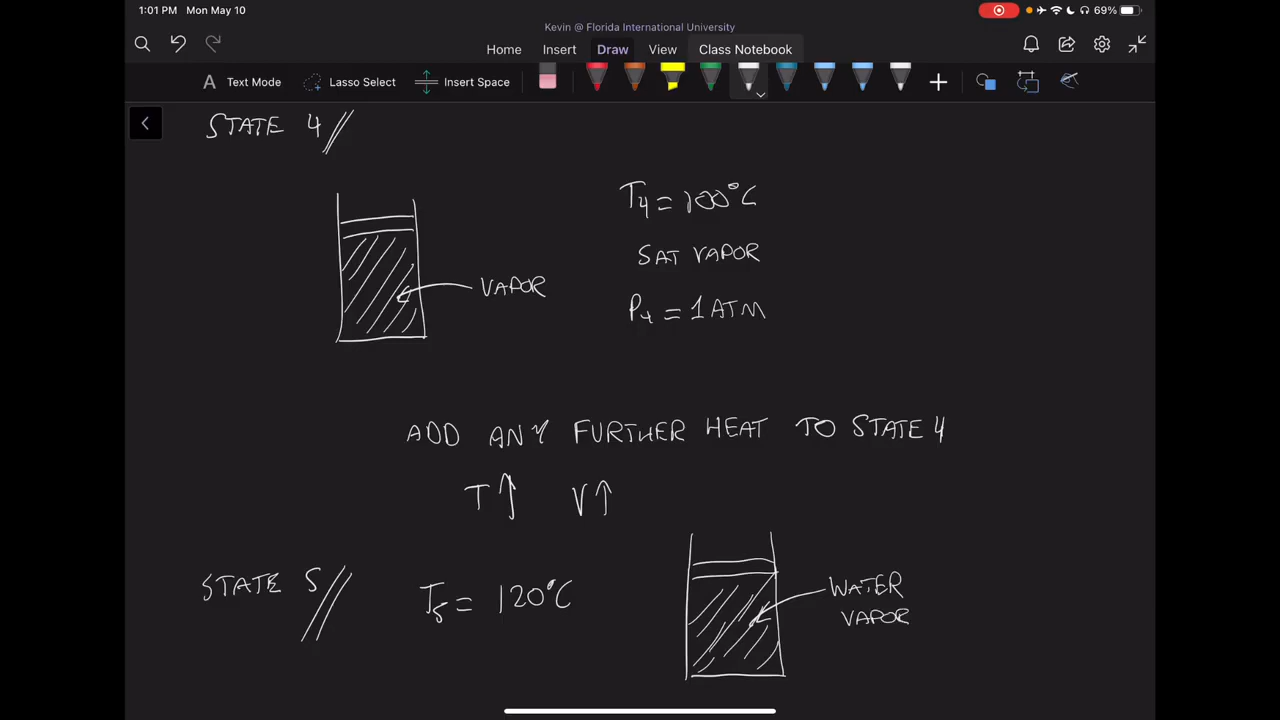 1:01 PM Mon May 10
69%
Kevin @ Florida International University
Home Insert Draw View Class Notebook
Text Mode Lasso Select Insert Space
STATE 4
T4 = 100°C
SAT VAPOR
VAPOR
P4 = 1 ATM
ADD ANY FURTHER HEAT TO STATE 4
T↑ V↑
STATE 5
T5 = 120°C
WATER
VAPOR